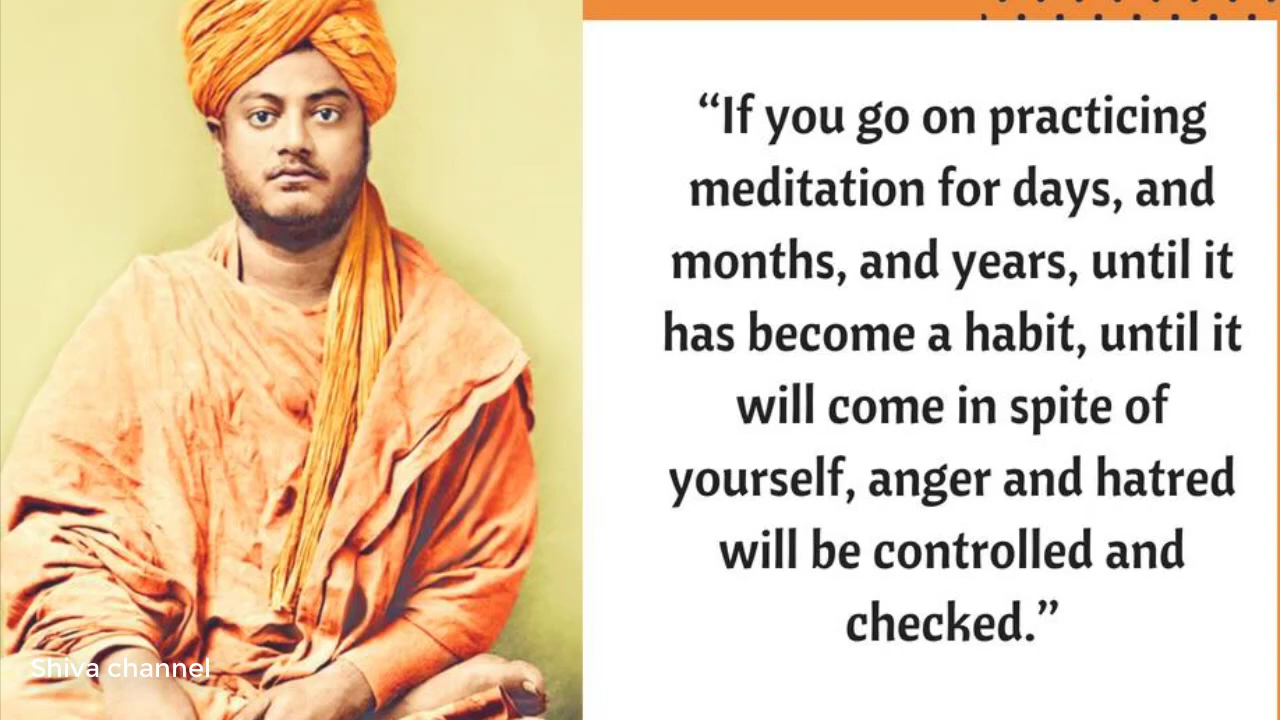 “If you go on practicing
meditation for days, and
months, and years, until it
has become a habit, until it
will come in spite of
yourself, anger and hatred
will be controlled and
checked.”
Shiva channel